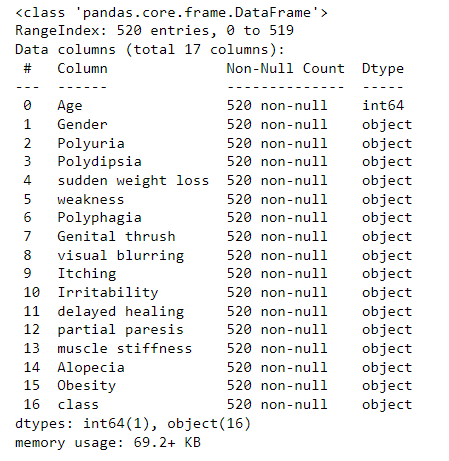 <class 'pandas.core.frame.DataFrame'>
RangeIndex: 520 entries, 0 to 519
Data columns (total 17 columns):
 #   Column              Non-Null Count  Dtype
---  ------              --------------  -----
 0   Age                 520 non-null    int64
 1   Gender              520 non-null    object
 2   Polyuria            520 non-null    object
 3   Polydipsia          520 non-null    object
 4   sudden weight loss  520 non-null    object
 5   weakness            520 non-null    object
 6   Polyphagia          520 non-null    object
 7   Genital thrush      520 non-null    object
 8   visual blurring     520 non-null    object
 9   Itching             520 non-null    object
 10  Irritability        520 non-null    object
 11  delayed healing     520 non-null    object
 12  partial paresis     520 non-null    object
 13  muscle stiffness    520 non-null    object
 14  Alopecia            520 non-null    object
 15  Obesity             520 non-null    object
 16  class               520 non-null    object
dtypes: int64(1), object(16)
memory usage: 69.2+ KB